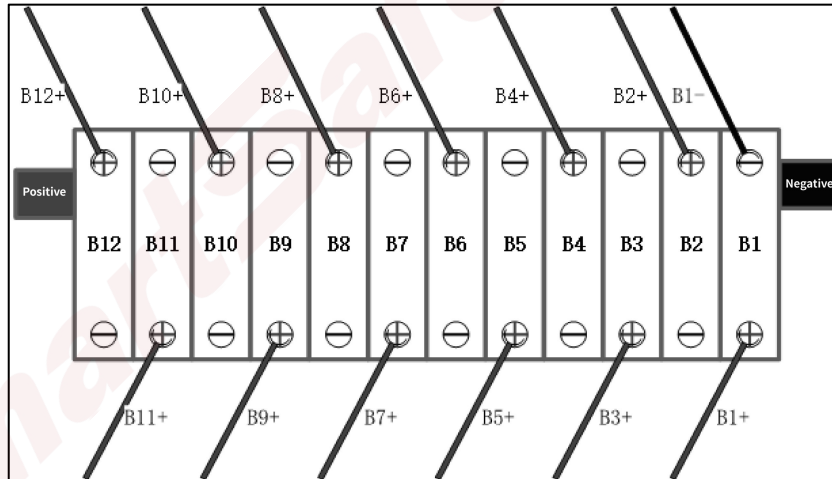 B12+ B10+ B8+ B6+ B4+ B2+ B1-
Positive Negative
B12 B11 B10 B9 B8 B7 B6 B5 B4 B3 B2 B1
B11+ B9+ B7+ B5+ B3+ B1+